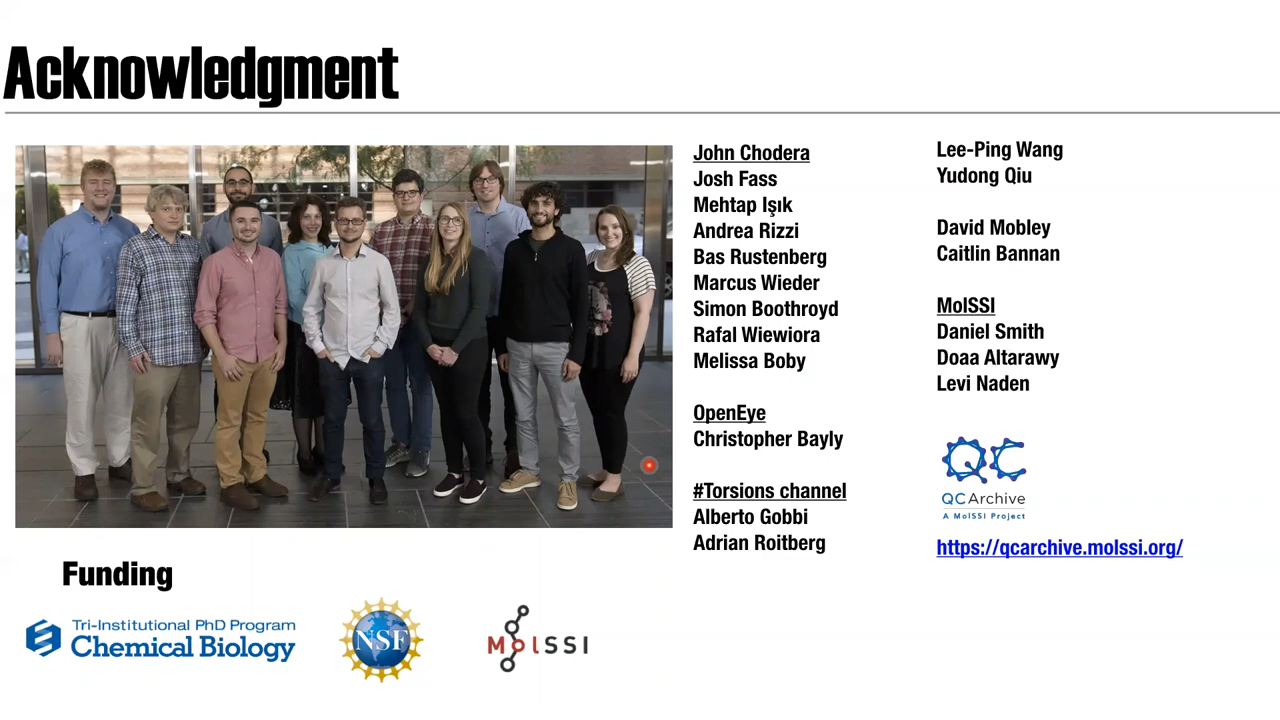 Acknowledgment
John Chodera
Josh Fass
Mehtap Işık
Andrea Rizzi
Bas Rustenberg
Marcus Wieder
Simon Boothroyd
Rafal Wiewiora
Melissa Boby
OpenEye
Christopher Bayly
#Torsions channel
Alberto Gobbi
Adrian Roitberg
Lee-Ping Wang
Yudong Qiu
David Mobley
Caitlin Bannan
MolSSI
Daniel Smith
Doaa Altarawy
Levi Naden
QC
QCArchive
A MolSSI Project
https://qcarchive.molssi.org/
Funding
Tri-Institutional PhD Program
Chemical Biology
NSF
MolSSI